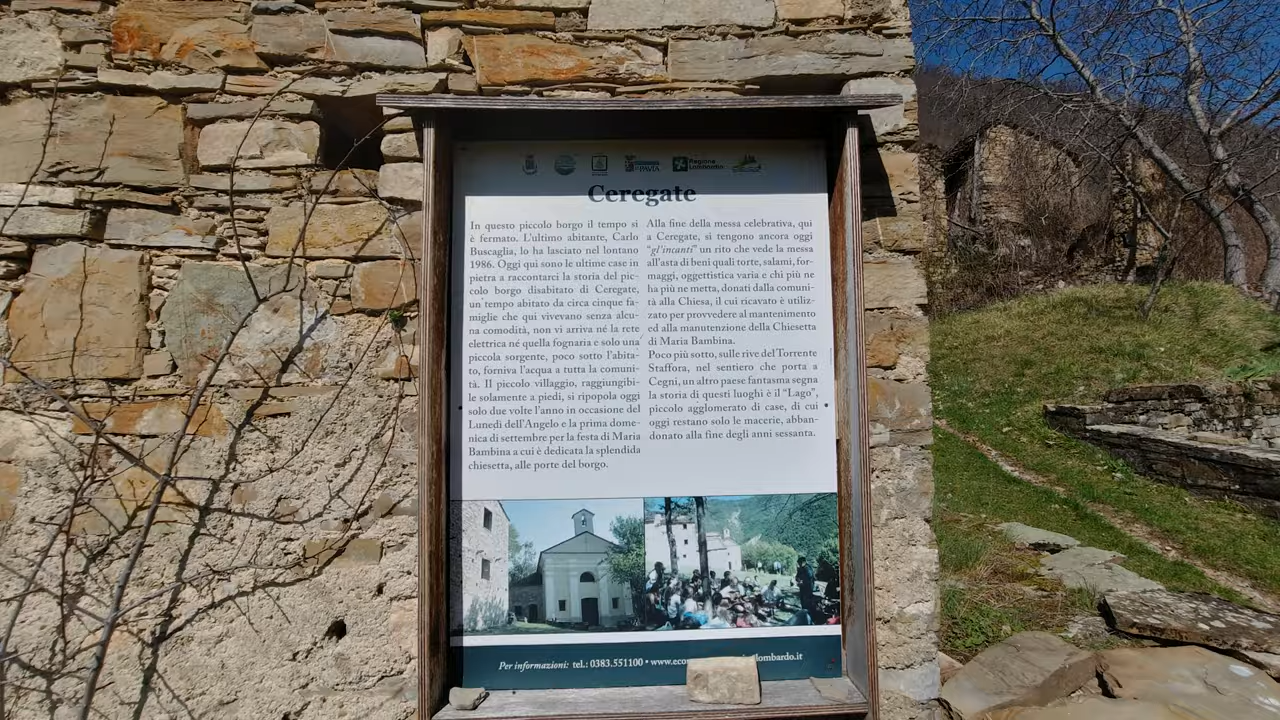 PAVIA
Regione
Lombardia
Ceregate
In questo piccolo borgo il tempo si
è fermato. L'ultimo abitante, Carlo
Buscaglia, lo ha lasciato nel lontano
1986. Oggi qui sono le ultime case in
pietra a raccontarci la storia del pic-
colo borgo disabitato di Ceregate,
un tempo abitato da circa cinque fa-
miglie che qui vivevano senza alcu-
na comodità, non vi arriva né la rete
elettrica né quella fognaria e solo una
piccola sorgente, poco sotto l'abita-
to, forniva l'acqua a tutta la comuni-
tà. Il piccolo villaggio, raggiungibi-
le solamente a piedi, si ripopola oggi
solo due volte l'anno in occasione del
Lunedì dell'Angelo e la prima dome-
nica di settembre per la festa di Maria
Bambina a cui è dedicata la splendida
chiesetta, alle porte del borgo.
Alla fine della messa celebrativa, qui
a Ceregate, si tengono ancora oggi
"gl'incanti" un rito che vede la messa
all'asta di beni quali torte, salami, for-
maggi, oggettistica varia e chi più ne
ha più ne metta, donati dalla comuni-
tà alla Chiesa, il cui ricavato è utiliz-
zato per provvedere al mantenimento
ed alla manutenzione della Chiesetta
di Maria Bambina.
Poco più sotto, sulle rive del Torrente
Staffora, nel sentiero che porta a
Cegni, un altro paese fantasma segna
la storia di questi luoghi è il "Lago",
piccolo agglomerato di case, di cui
oggi restano solo le macerie, abban-
donato alla fine degli anni sessanta.
Per informazioni: tel.: 0383.551100 • www.eco lombardo.it